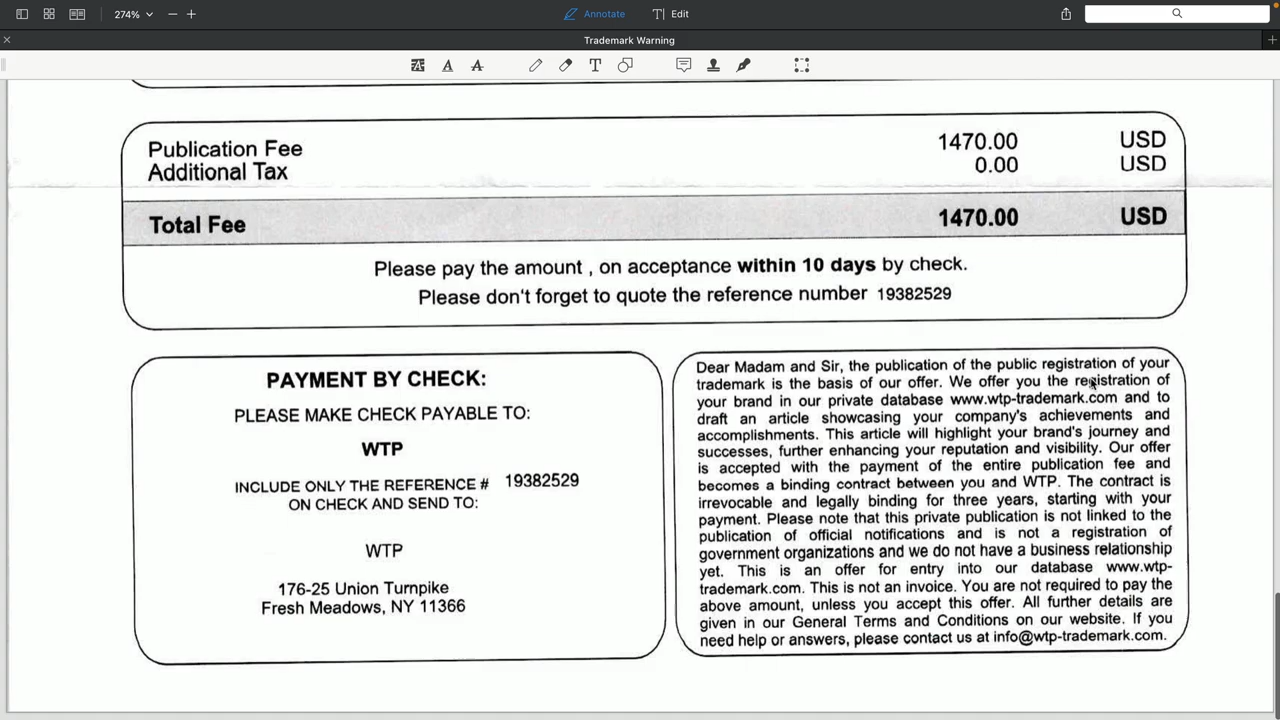 274%
Annotate
Edit
Trademark Warning
Publication Fee 1470.00 USD
Additional Tax 0.00 USD
Total Fee 1470.00 USD
Please pay the amount , on acceptance within 10 days by check.
Please don't forget to quote the reference number 19382529
PAYMENT BY CHECK:
PLEASE MAKE CHECK PAYABLE TO:
WTP
INCLUDE ONLY THE REFERENCE # 19382529
ON CHECK AND SEND TO:
WTP
176-25 Union Turnpike
Fresh Meadows, NY 11366
Dear Madam and Sir, the publication of the public registration of your
trademark is the basis of our offer. We offer you the registration of
your brand in our private database www.wtp-trademark.com and to
draft an article showcasing your company's achievements and
accomplishments. This article will highlight your brand's journey and
successes, further enhancing your reputation and visibility. Our offer
is accepted with the payment of the entire publication fee and
becomes a binding contract between you and WTP. The contract is
irrevocable and legally binding for three years, starting with your
payment. Please note that this private publication is not linked to the
publication of official notifications and is not a registration of
government organizations and we do not have a business relationship
yet. This is an offer for entry into our database www.wtp-
trademark.com. This is not an invoice. You are not required to pay the
above amount, unless you accept this offer. All further details are
given in our General Terms and Conditions on our website. If you
need help or answers, please contact us at info@wtp-trademark.com.